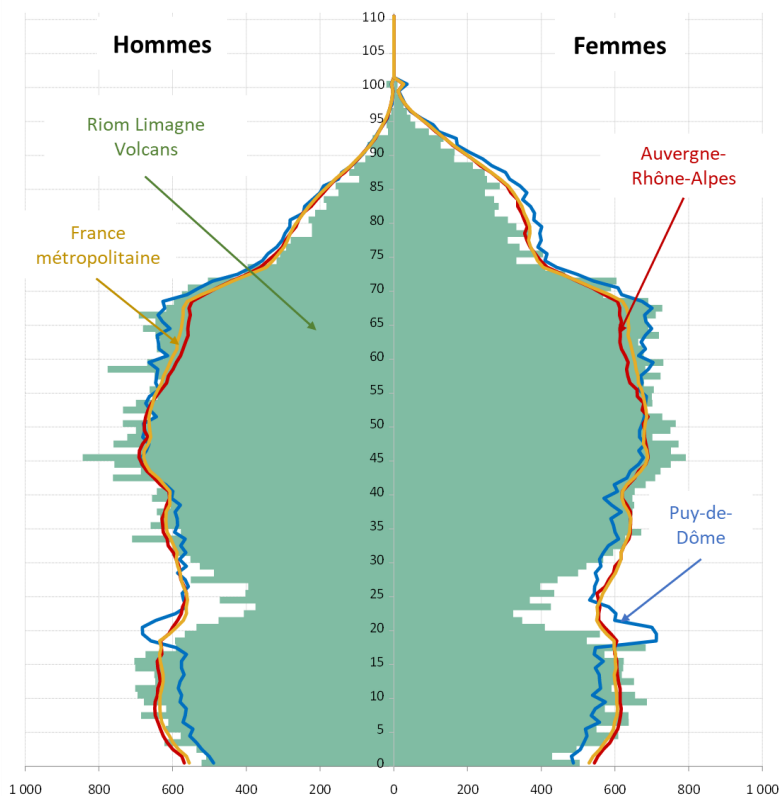 110
Hommes
Femmes
105
100
95
Riom Limagne
Volcans
90
Auvergne-
Rhône-Alpes
85
80
France
métropolitaine
75
70
65
60
55
50
45
40
Puy-de-
Dôme
35
30
25
20
15
10
5
0
1 000 800 600 400 200 0 200 400 600 800 1 000